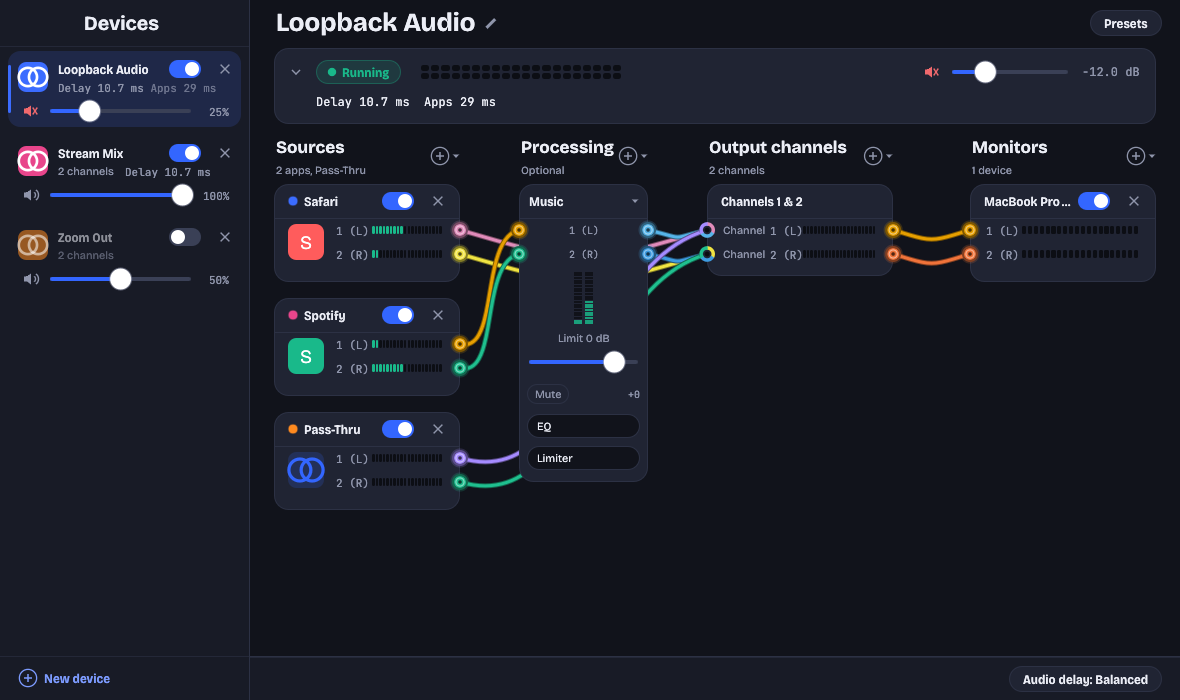 Devices
Loopback Audio
Delay 10.7 ms Apps 29 ms
25%
Stream Mix
2 channels Delay 10.7 ms
100%
Zoom Out
2 channels
50%
New device
Loopback Audio
Presets
Running
-12.0 dB
Delay 10.7 ms Apps 29 ms
Sources
2 apps, Pass-Thru
Safari
S
1 (L)
2 (R)
Spotify
S
1 (L)
2 (R)
Pass-Thru
1 (L)
2 (R)
Processing
Optional
Music
1 (L)
2 (R)
Limit 0 dB
Mute +0
EQ
Limiter
Output channels
2 channels
Channels 1 & 2
Channel 1 (L)
Channel 2 (R)
Monitors
1 device
MacBook Pro ...
1 (L)
2 (R)
Audio delay: Balanced